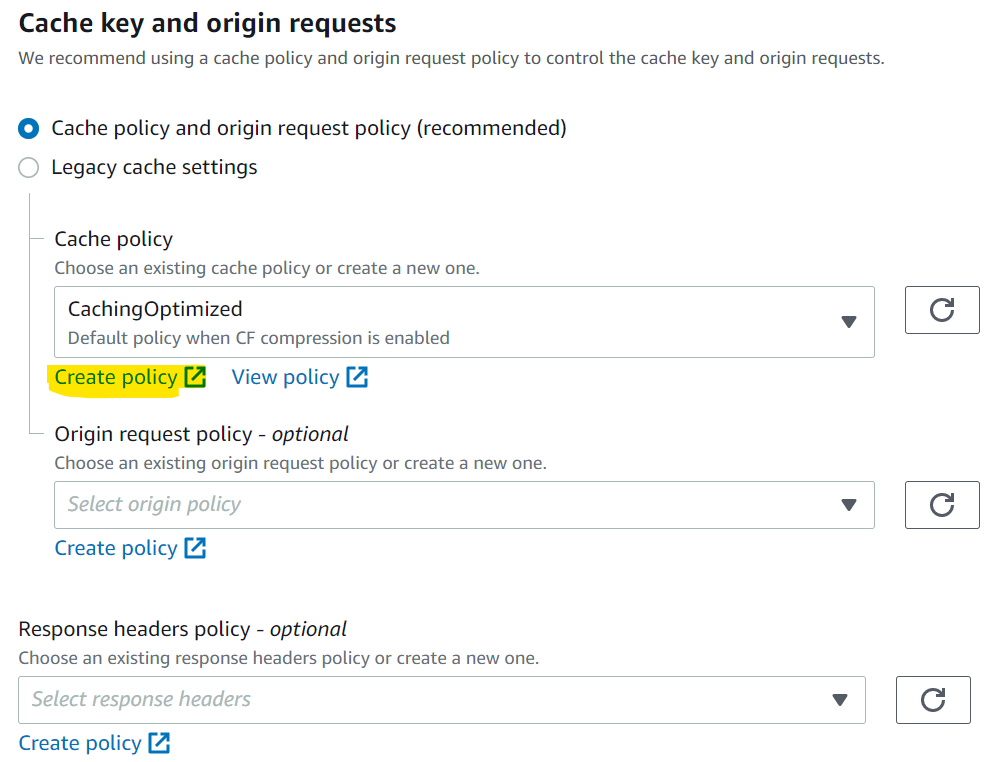 Cache key and origin requests
We recommend using a cache policy and origin request policy to control the cache key and origin requests.
Cache policy and origin request policy (recommended)
Legacy cache settings
Cache policy
Choose an existing cache policy or create a new one.
CachingOptimized
Default policy when CF compression is enabled
Create policy View policy
Origin request policy - optional
Choose an existing origin request policy or create a new one.
Select origin policy
Create policy
Response headers policy - optional
Choose an existing response headers policy or create a new one.
Select response headers
Create policy